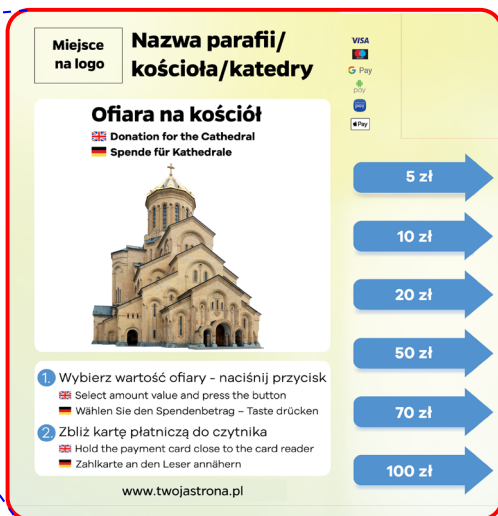 Miejsce
na logo
Nazwa parafii/
kościoła/katedry
VISA
G Pay
pay
Pay
Ofiara na kościół
Donation for the Cathedral
Spende für Kathedrale
5 zł
10 zł
20 zł
50 zł
70 zł
100 zł
1. Wybierz wartość ofiary - naciśnij przycisk
Select amount value and press the button
Wählen Sie den Spendenbetrag – Taste drücken
2. Zbliż kartę płatniczą do czytnika
Hold the payment card close to the card reader
Zahlkarte an den Leser annähern
www.twojastrona.pl